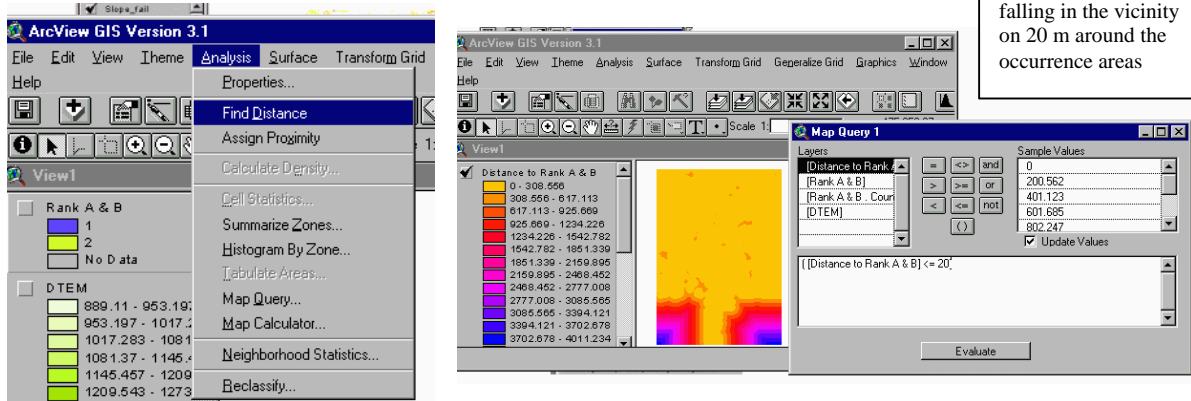 Slope_fail
ArcView GIS Version 3.1
File Edit View Theme Analysis Surface Transform Grid
Help
Properties...
Find Distance
Assign Proximity
Calculate Density...
Cell Statistics...
Summarize Zones...
Histogram By Zone...
Tabulate Areas...
Map Query...
Map Calculator...
Neighborhood Statistics...
Reclassify...
View1
Rank A & B
1
2
No Data
DTEM
889.11 - 953.197
953.197 - 1017.2
1017.283 - 1081
1081.37 - 1145.4
1145.457 - 1209
1209.543 - 1273
ArcView GIS Version 3.1
File Edit View Theme Analysis Surface Transform Grid Generalize Grid Graphics Window
Help
Scale 1:
View1
Distance to Rank A & B
0 - 308.556
308.556 - 617.113
617.113 - 925.669
925.669 - 1234.226
1234.226 - 1542.782
1542.782 - 1851.339
1851.339 - 2159.895
2159.895 - 2468.452
2468.452 - 2777.008
2777.008 - 3085.565
3085.565 - 3394.121
3394.121 - 3702.678
3702.678 - 4011.234
Map Query 1
Layers
[Distance to Rank A
[Rank A & B]
[Rank A & B . Coun
[DTEM]
= <> and
> >= or
< <= not
( )
Sample Values
0
200.562
401.123
601.685
802.247
Update Values
( [Distance to Rank A & B] <= 20
Evaluate
falling in the vicinity
on 20 m around the
occurrence areas